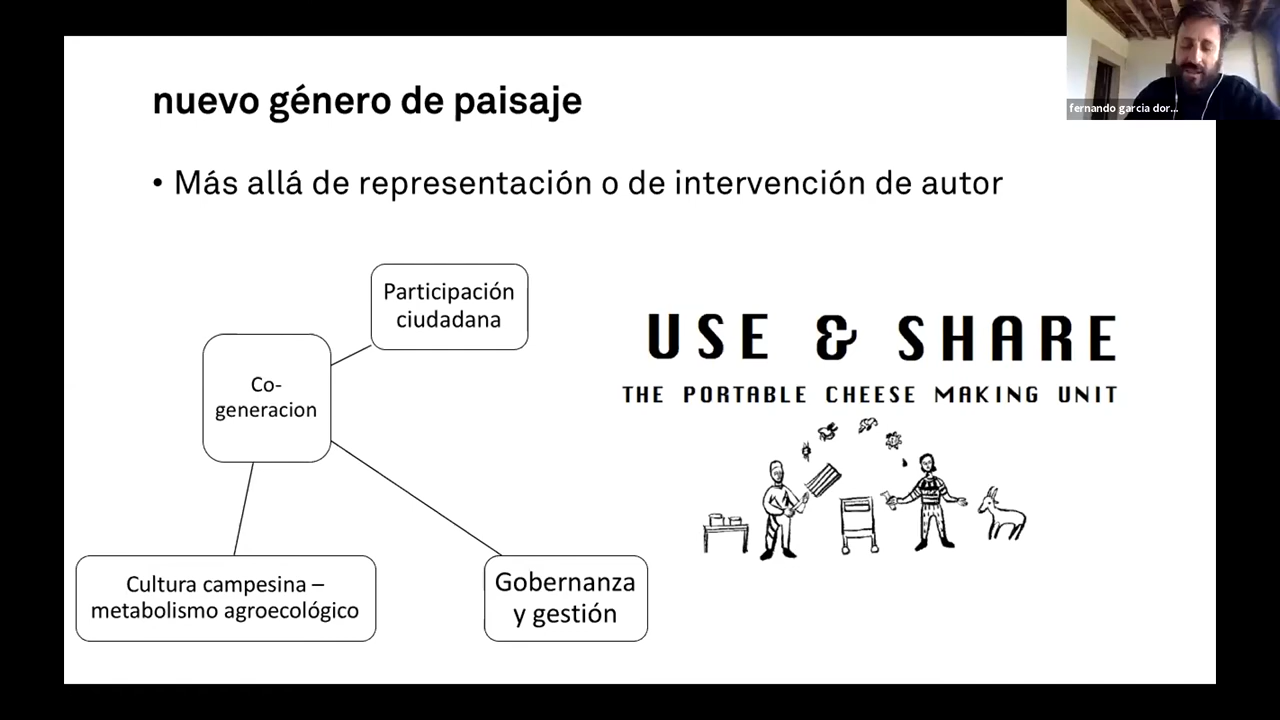 nuevo género de paisaje
• Más allá de representación o de intervención de autor
Participación
ciudadana
Co-
generacion
Cultura campesina –
metabolismo agroecológico
Gobernanza
y gestión
USE & SHARE
THE PORTABLE CHEESE MAKING UNIT
fernando garcia dor...